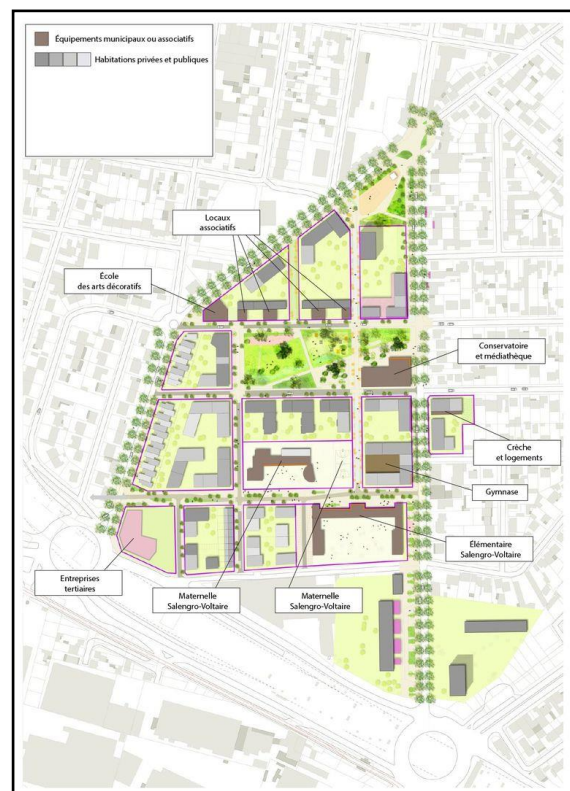 Équipements municipaux ou associatifs
Habitations privées et publiques
Locaux
associatifs
École
des arts décoratifs
Conservatoire
et médiathèque
Crèche
et logements
Gymnase
Élémentaire
Salengro-Voltaire
Entreprises
tertiaires
Maternelle
Salengro-Voltaire
Maternelle
Salengro-Voltaire